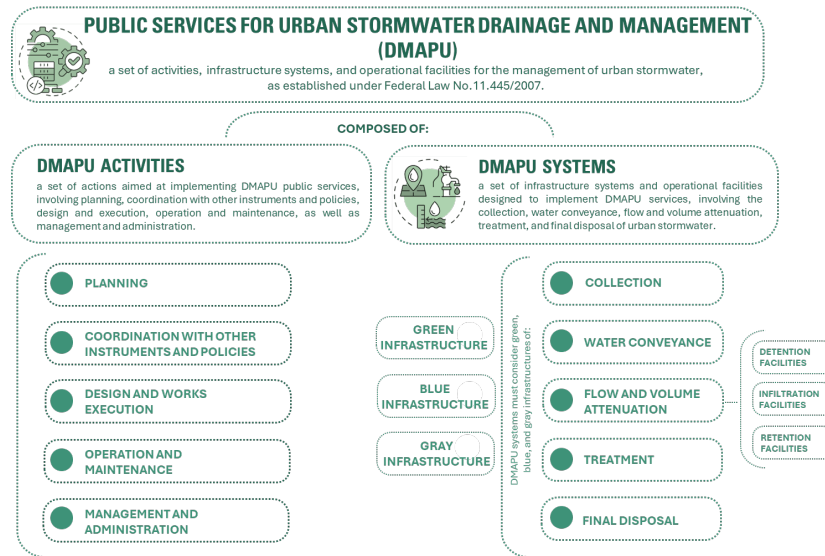 PUBLIC SERVICES FOR URBAN STORMWATER DRAINAGE AND MANAGEMENT
(DMAPU)
a set of activities, infrastructure systems, and operational facilities for the management of urban stormwater,
as established under Federal Law No.11.445/2007.
COMPOSED OF:
DMAPU ACTIVITIES
a set of actions aimed at implementing DMAPU public services,
involving planning, coordination with other instruments and policies,
design and execution, operation and maintenance, as well as
management and administration.
DMAPU SYSTEMS
a set of infrastructure systems and operational facilities
designed to implement DMAPU services, involving the
collection, water conveyance, flow and volume attenuation,
treatment, and final disposal of urban stormwater.
PLANNING
COORDINATION WITH OTHER
INSTRUMENTS AND POLICIES
DESIGN AND WORKS
EXECUTION
OPERATION AND
MAINTENANCE
MANAGEMENT AND
ADMINISTRATION
GREEN
INFRASTRUCTURE
BLUE
INFRASTRUCTURE
GRAY
INFRASTRUCTURE
DMAPU systems must consider green,
blue, and gray infrastructures of:
COLLECTION
WATER CONVEYANCE
FLOW AND VOLUME
ATTENUATION
TREATMENT
FINAL DISPOSAL
DETENTION
FACILITIES
INFILTRATION
FACILITIES
RETENTION
FACILITIES